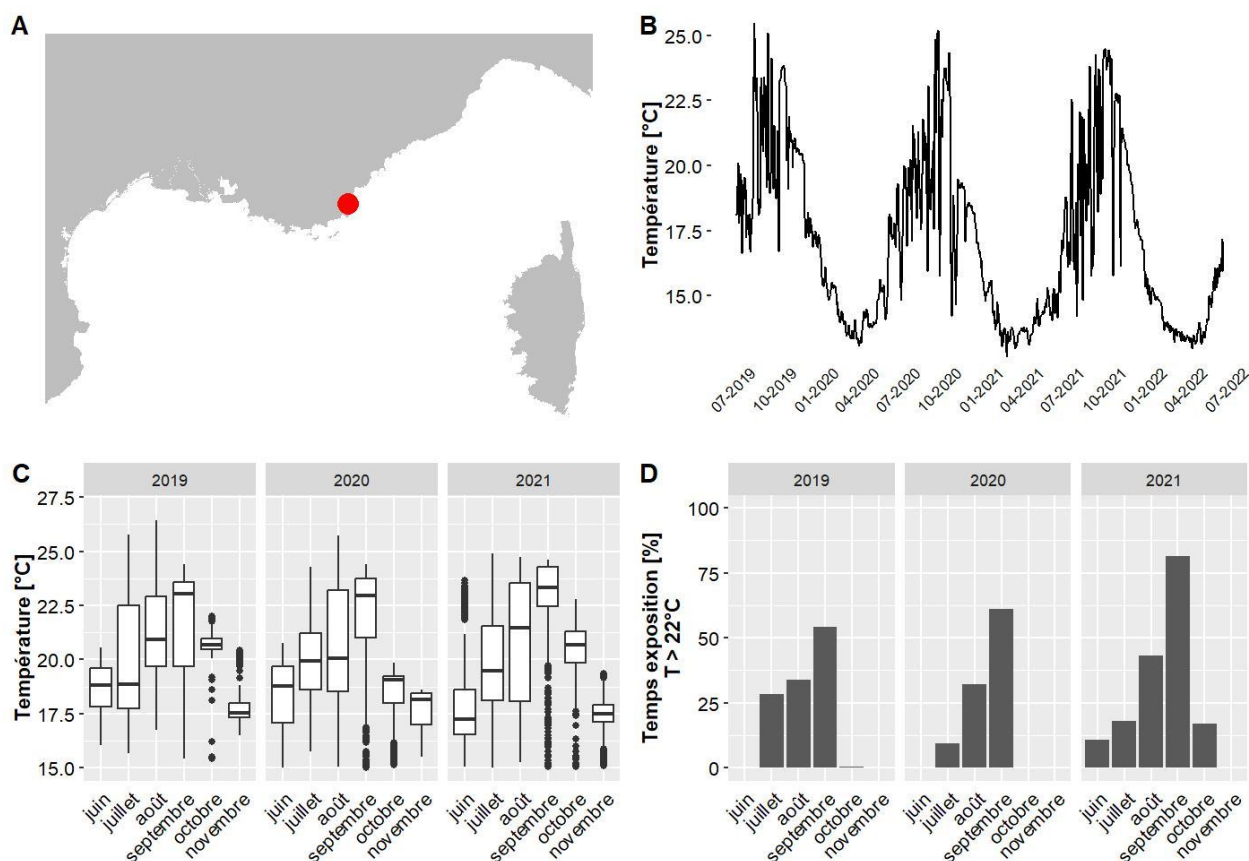 A
B
Température [°C]
25.0
22.5
20.0
17.5
15.0
07-2019
10-2019
01-2020
04-2020
07-2020
10-2020
01-2021
04-2021
07-2021
10-2021
01-2022
04-2022
07-2022
C
2019
2020
2021
Température [°C]
27.5
25.0
22.5
20.0
17.5
15.0
juin
juillet
août
septembre
octobre
novembre
juin
juillet
août
septembre
octobre
novembre
juin
juillet
août
septembre
octobre
novembre
D
2019
2020
2021
Temps exposition [%]
T > 22°C
100
75
50
25
0
juin
juillet
août
septembre
octobre
novembre
juin
juillet
août
septembre
octobre
novembre
juin
juillet
août
septembre
octobre
novembre